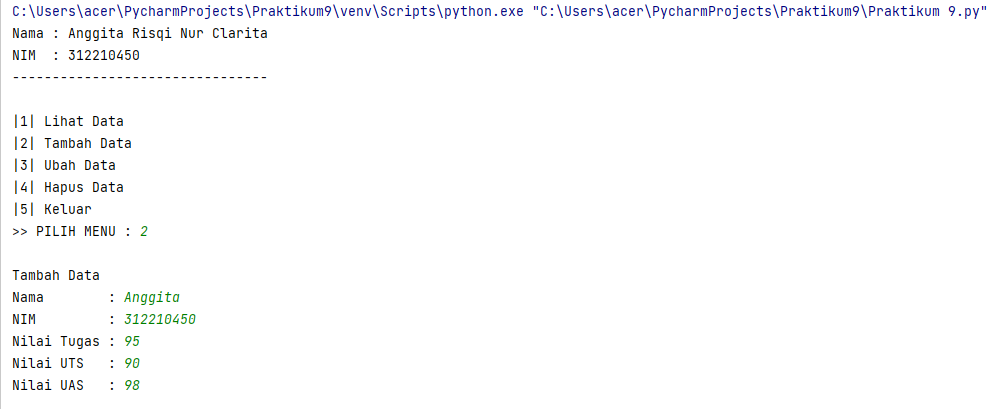 C:\Users\acer\PycharmProjects\Praktikum9\venv\Scripts\python.exe "C:\Users\acer\PycharmProjects\Praktikum9\Praktikum 9.py"
Nama : Anggita Risqi Nur Clarita
NIM  : 312210450
--------------------------------
|1| Lihat Data
|2| Tambah Data
|3| Ubah Data
|4| Hapus Data
|5| Keluar
>> PILIH MENU : 2
Tambah Data
Nama        : Anggita
NIM         : 312210450
Nilai Tugas : 95
Nilai UTS   : 90
Nilai UAS   : 98